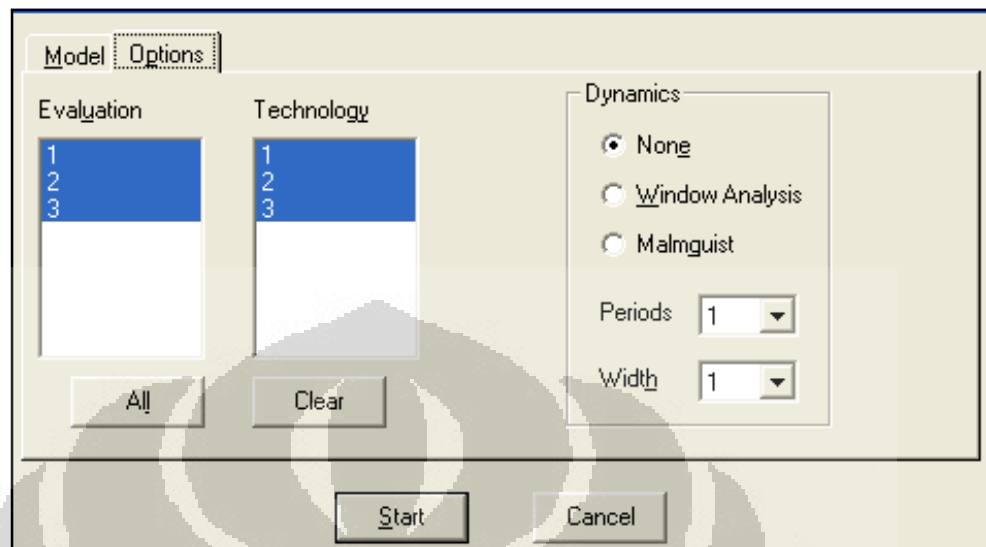 Model Options
Evaluation
1
2
3
Technology
1
2
3
All
Clear
Dynamics
None
Window Analysis
Malmguist
Periods 1
Width 1
Start
Cancel